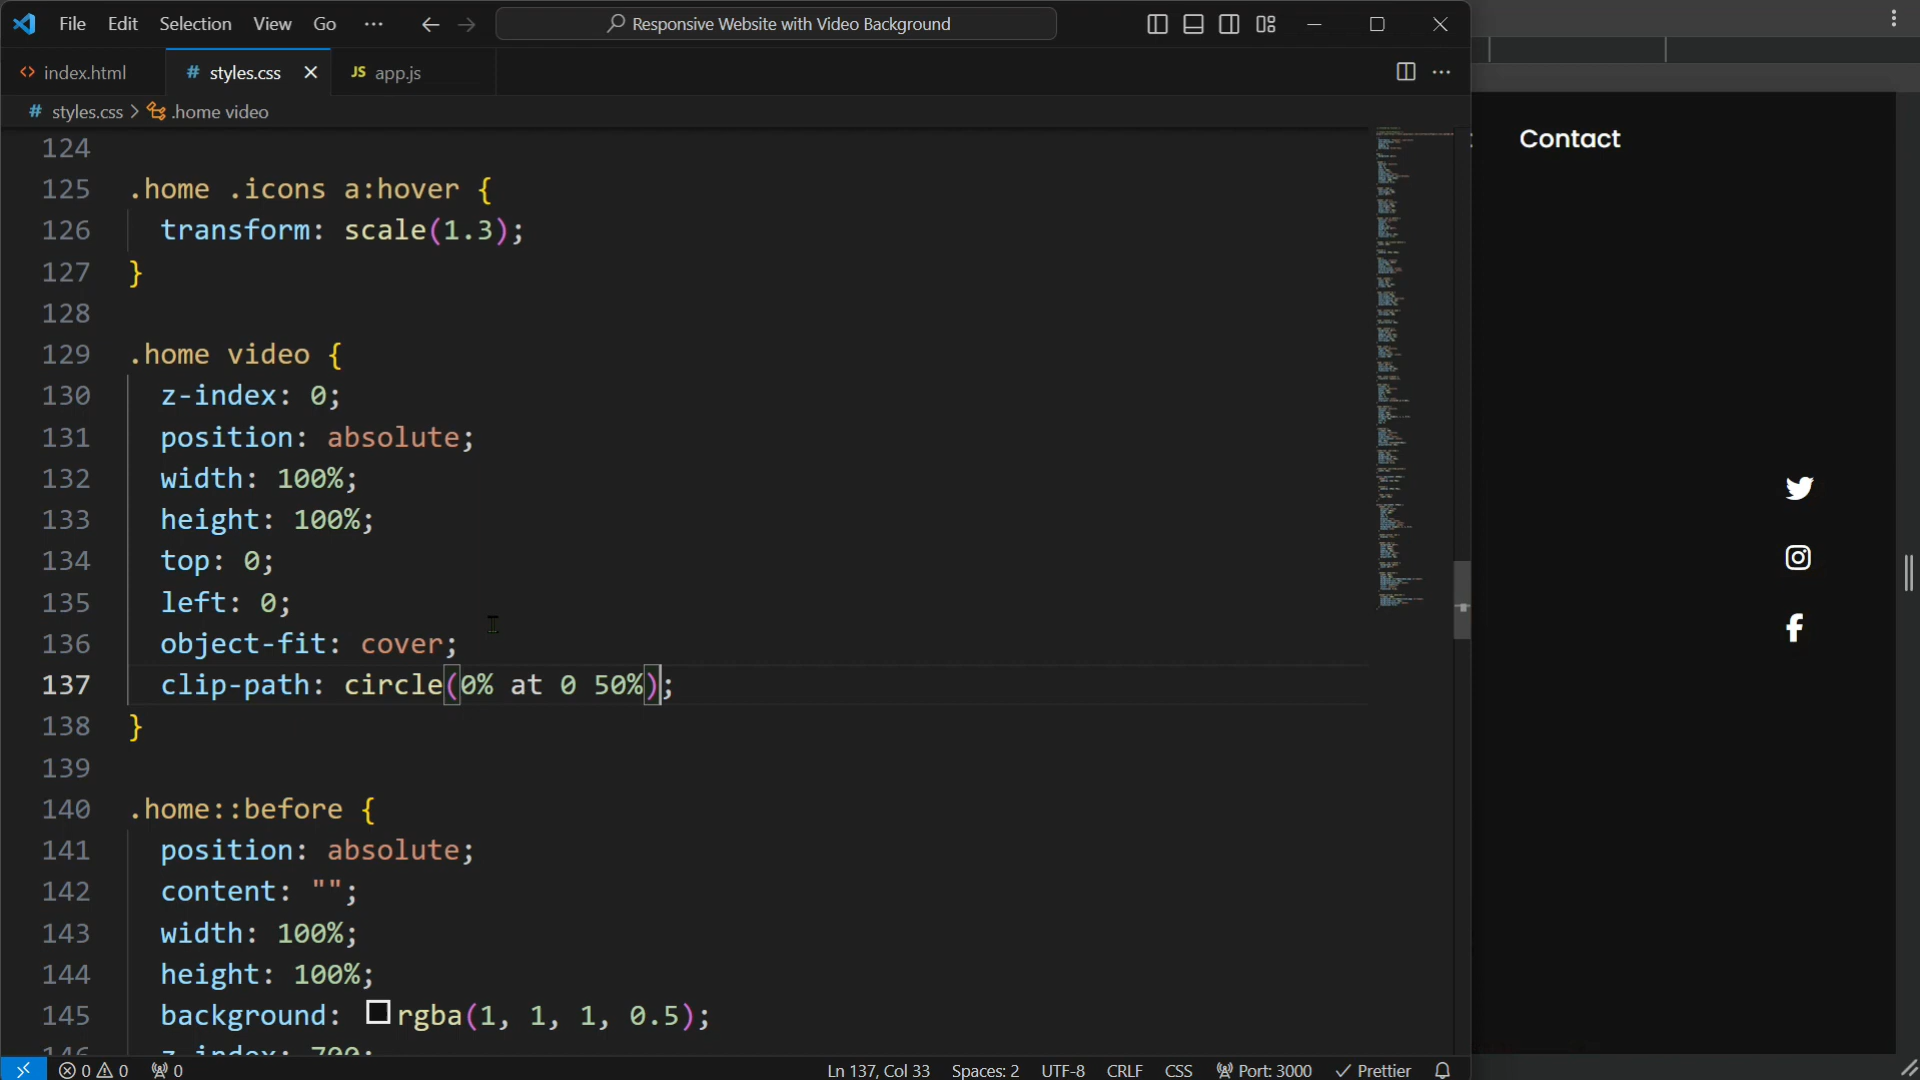 File Edit Selection View Go ··· Responsive Website with Video Background
index.html # styles.css JS app.js
# styles.css > .home video
124
125 .home .icons a:hover {
126 transform: scale(1.3);
127 }
128
129 .home video {
130 z-index: 0;
131 position: absolute;
132 width: 100%;
133 height: 100%;
134 top: 0;
135 left: 0;
136 object-fit: cover;
137 clip-path: circle(0% at 0 50%);
138 }
139
140 .home::before {
141 position: absolute;
142 content: "";
143 width: 100%;
144 height: 100%;
145 background: rgba(1, 1, 1, 0.5);
146 z-index: 700;
0 0 0 Ln 137, Col 33 Spaces: 2 UTF-8 CRLF CSS Port: 3000 Prettier
Contact